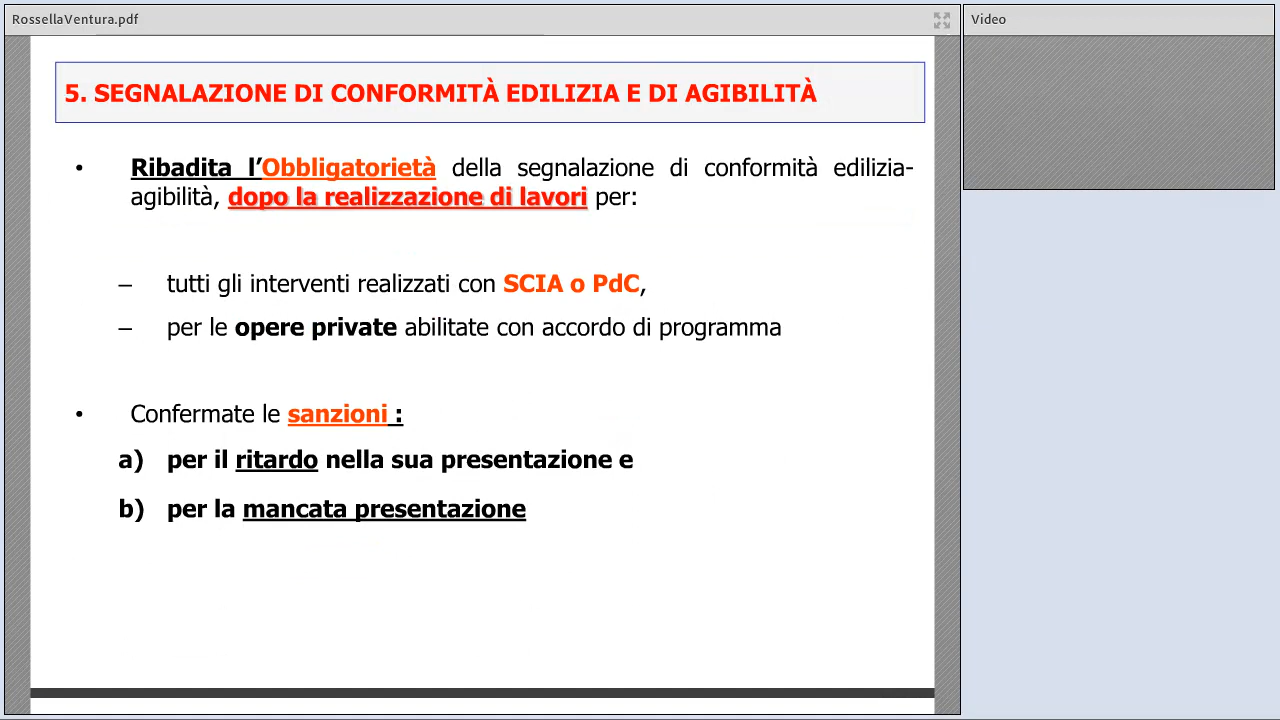 RossellaVentura.pdf
Video
5. SEGNALAZIONE DI CONFORMITÀ EDILIZIA E DI AGIBILITÀ
• Ribadita l’Obbligatorietà della segnalazione di conformità edilizia-
agibilità, dopo la realizzazione di lavori per:
– tutti gli interventi realizzati con SCIA o PdC,
– per le opere private abilitate con accordo di programma
• Confermate le sanzioni :
a) per il ritardo nella sua presentazione e
b) per la mancata presentazione